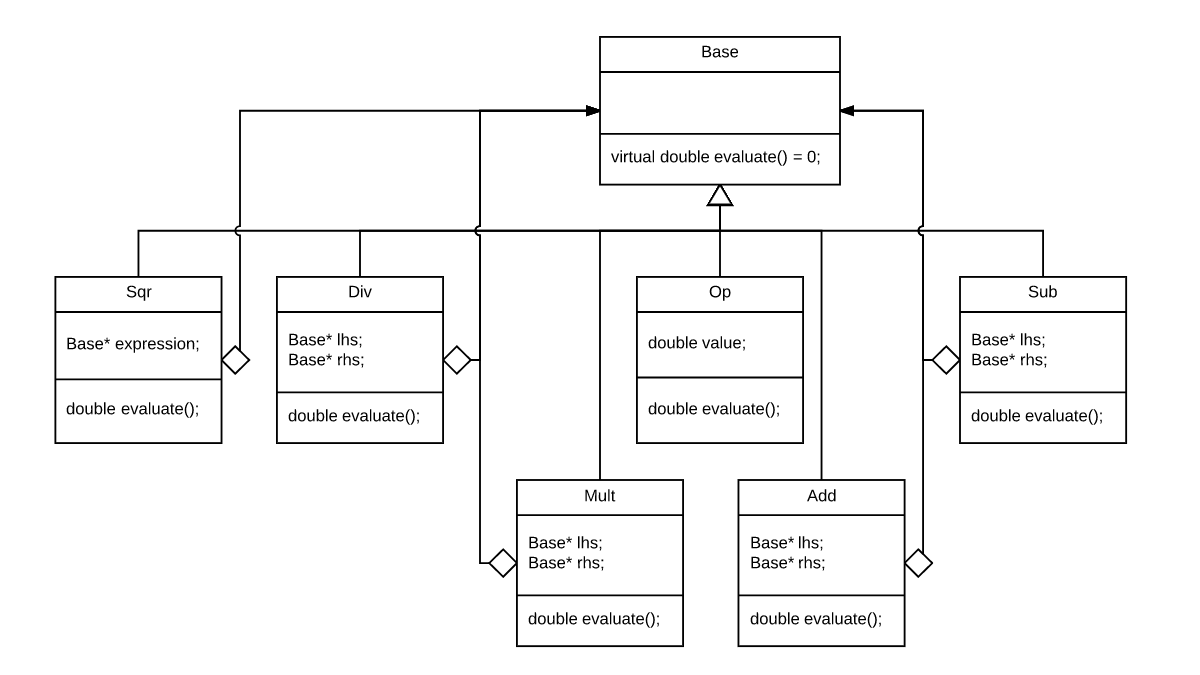 Base
virtual double evaluate() = 0;
Sqr
Base* expression;
double evaluate();
Div
Base* lhs;
Base* rhs;
double evaluate();
Op
double value;
double evaluate();
Sub
Base* lhs;
Base* rhs;
double evaluate();
Mult
Base* lhs;
Base* rhs;
double evaluate();
Add
Base* lhs;
Base* rhs;
double evaluate();